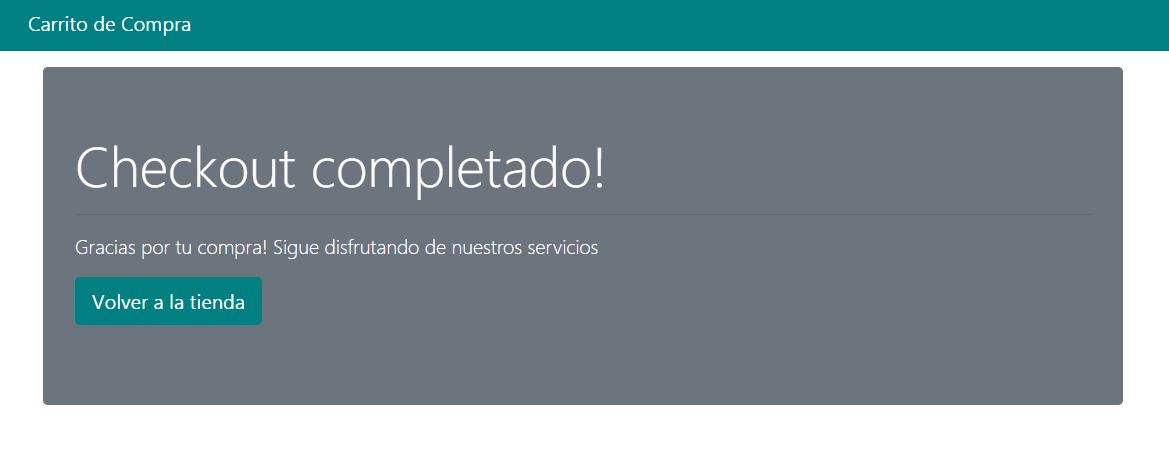 Carrito de Compra
Checkout completado!
Gracias por tu compra! Sigue disfrutando de nuestros servicios
Volver a la tienda